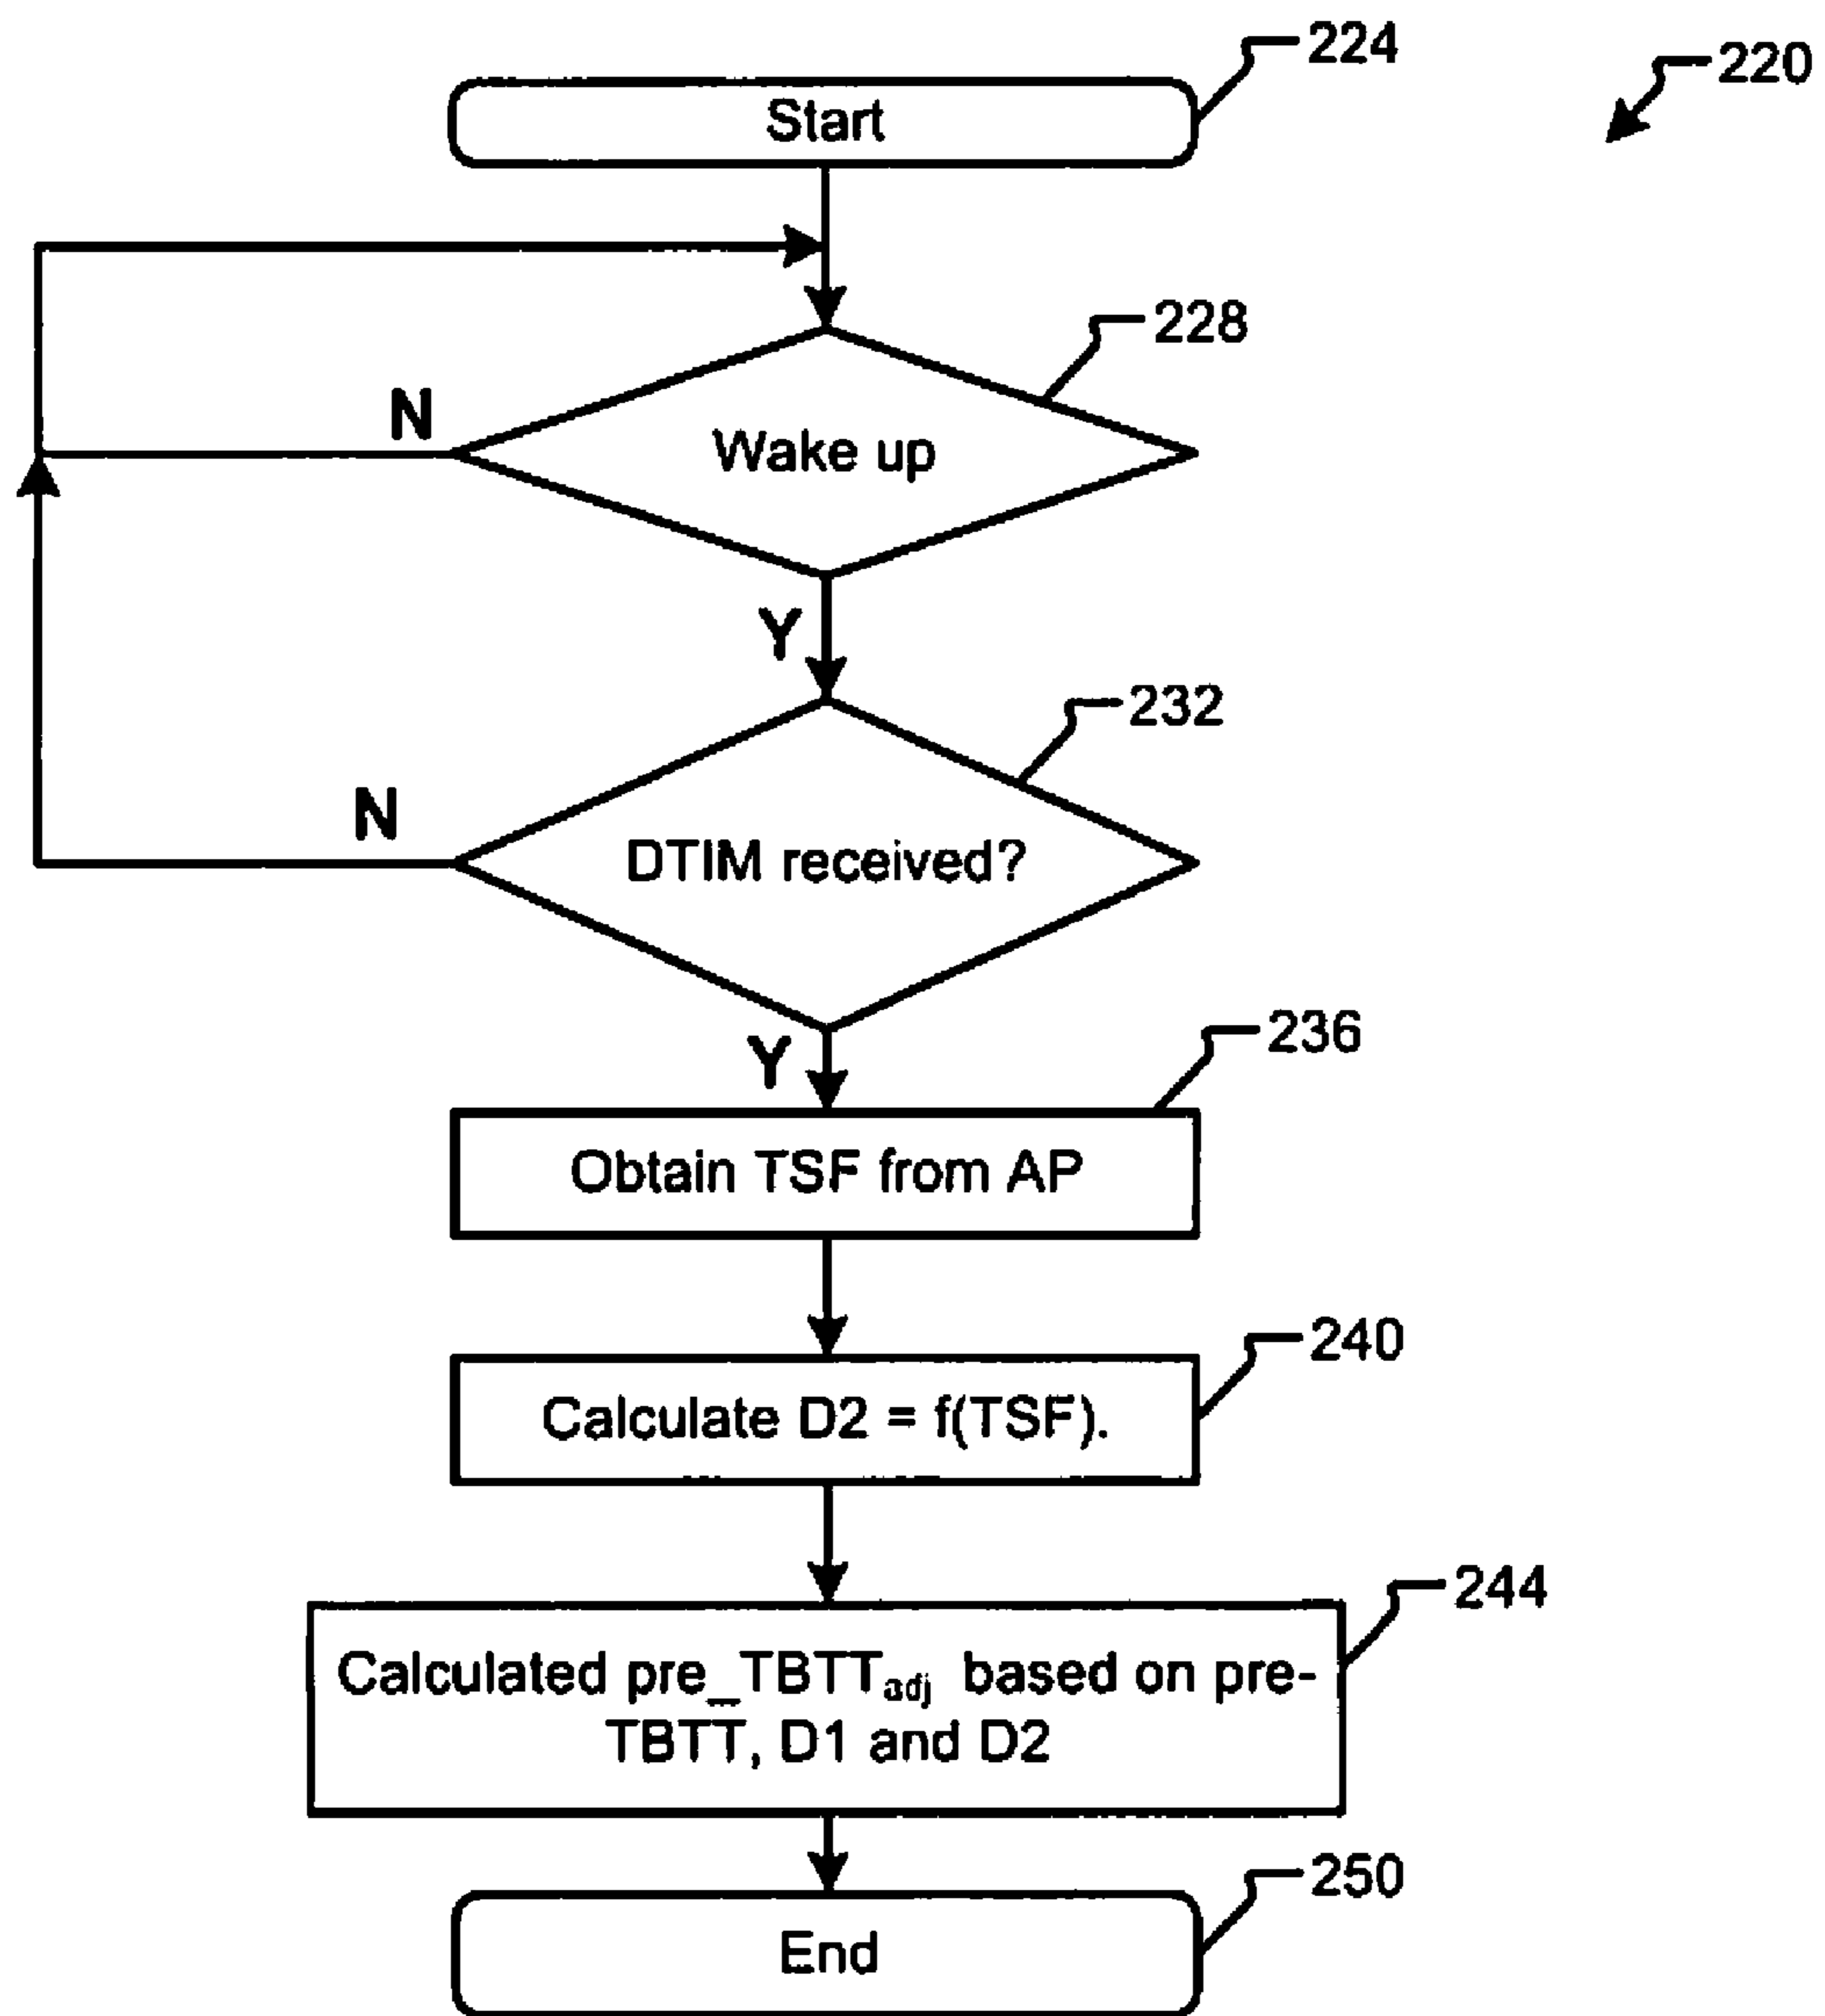 224
220
Start
228
N
Wake up
Y
232
N
DTIM received?
236
Y
Obtain TSF from AP
240
Calculate D2 = f(TSF).
244
Calculated pre_TBTTadj based on pre-
TBTT, D1 and D2
250
End